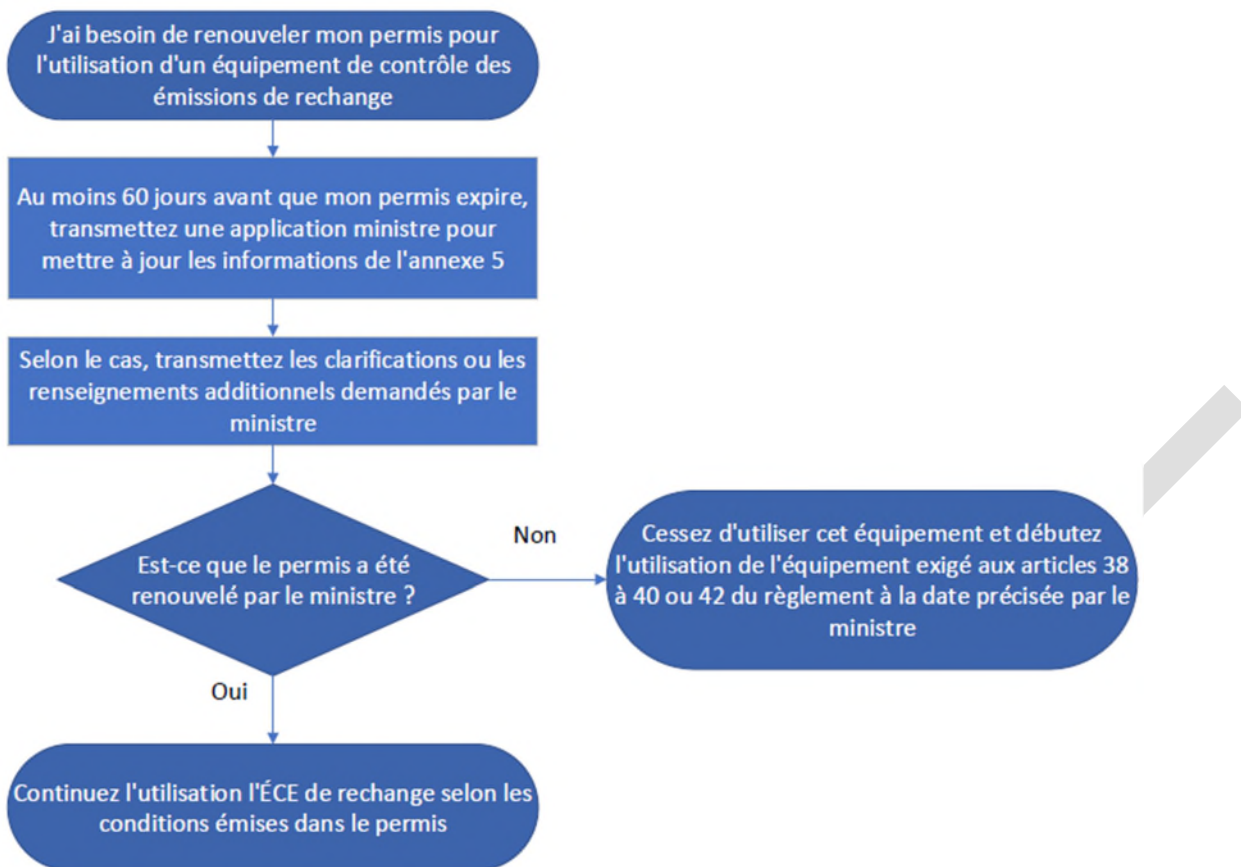 J'ai besoin de renouveler mon permis pour
l'utilisation d'un équipement de contrôle des
émissions de rechange
Au moins 60 jours avant que mon permis expire,
transmettez une application ministre pour
mettre à jour les informations de l'annexe 5
Selon le cas, transmettez les clarifications ou les
renseignements additionnels demandés par le
ministre
Est-ce que le permis a été
renouvelé par le ministre ?
Non
Cessez d'utiliser cet équipement et débutez
l'utilisation de l'équipement exigé aux articles 38
à 40 ou 42 du règlement à la date précisée par le
ministre
Oui
Continuez l'utilisation l'ÉCE de rechange selon les
conditions émises dans le permis